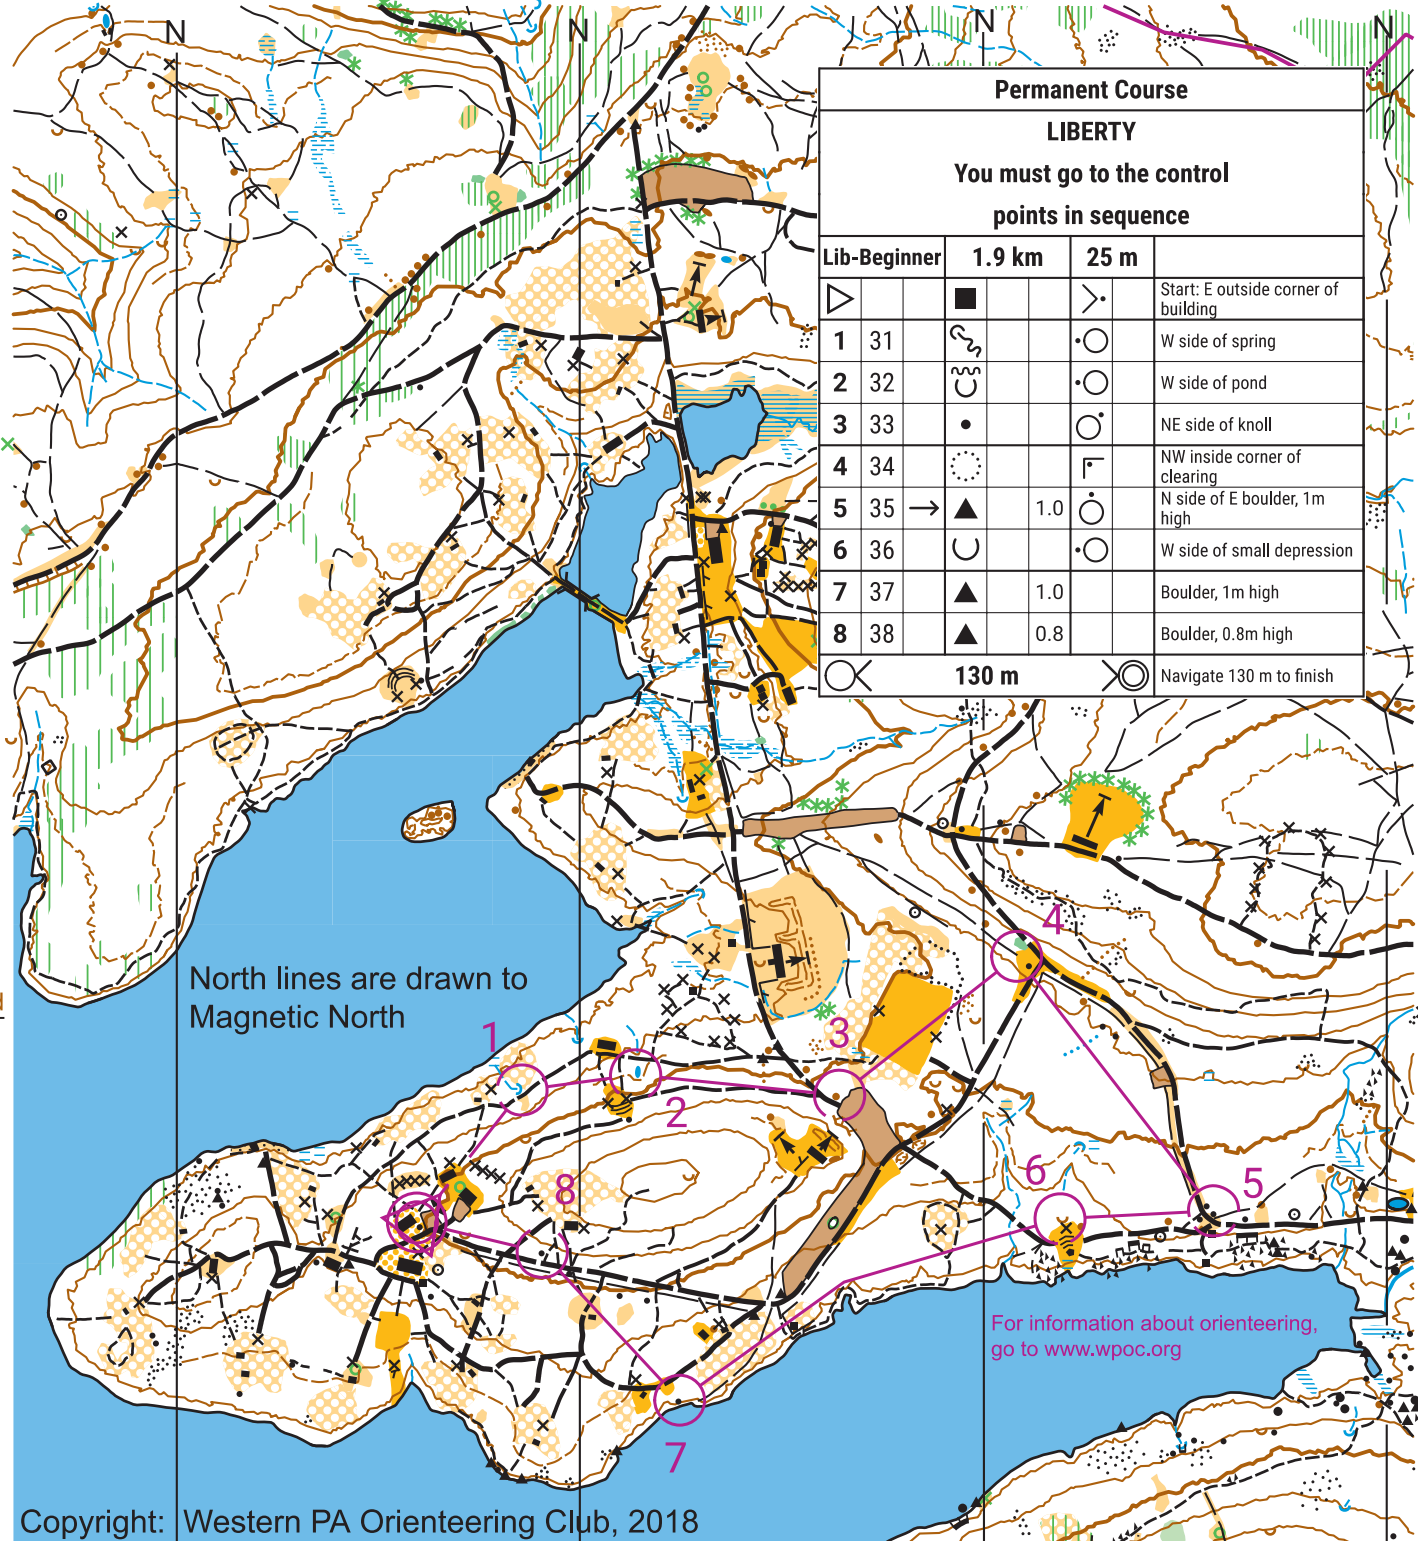 N
N
N
N
Permanent Course
LIBERTY
You must go to the control
points in sequence
Lib-Beginner 1.9 km 25 m
Start: E outside corner of
building
1 31 W side of spring
2 32 W side of pond
3 33 NE side of knoll
4 34 NW inside corner of
clearing
5 35 1.0 N side of E boulder, 1m
high
6 36 W side of small depression
7 37 1.0 Boulder, 1m high
8 38 0.8 Boulder, 0.8m high
130 m Navigate 130 m to finish
4
North lines are drawn to
Magnetic North
1
3
2
6
5
8
For information about orienteering,
go to www.wpoc.org
7
Copyright: Western PA Orienteering Club, 2018